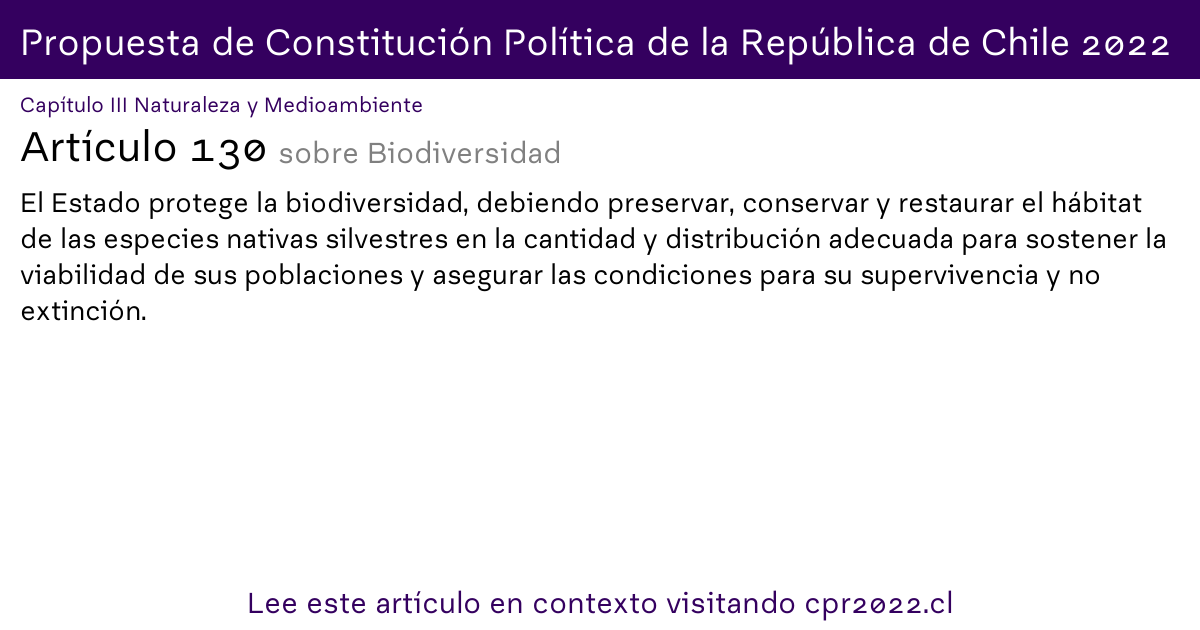 Propuesta de Constitución Política de la República de Chile 2022
Capítulo III Naturaleza y Medioambiente
Artículo 130 sobre Biodiversidad
El Estado protege la biodiversidad, debiendo preservar, conservar y restaurar el hábitat
de las especies nativas silvestres en la cantidad y distribución adecuada para sostener la
viabilidad de sus poblaciones y asegurar las condiciones para su supervivencia y no
extinción.
Lee este artículo en contexto visitando cpr2022.cl